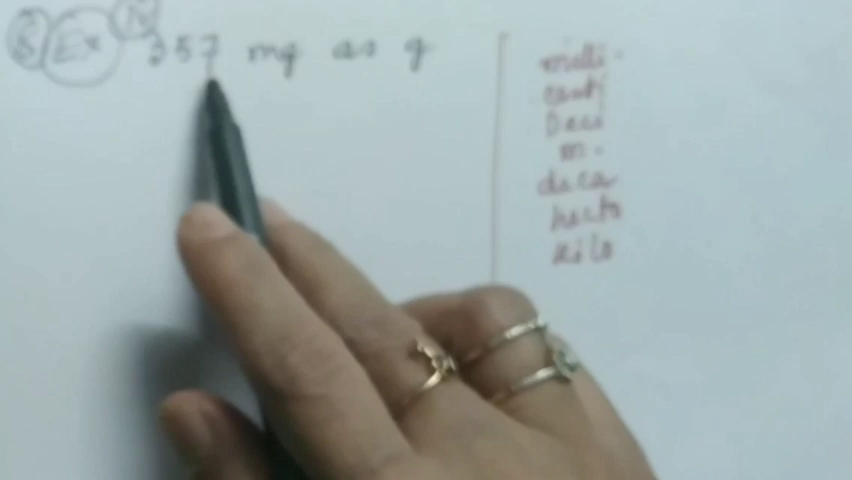 Ex 357 mg as g
milli
centi
Deci
m
deca
hecto
kilo